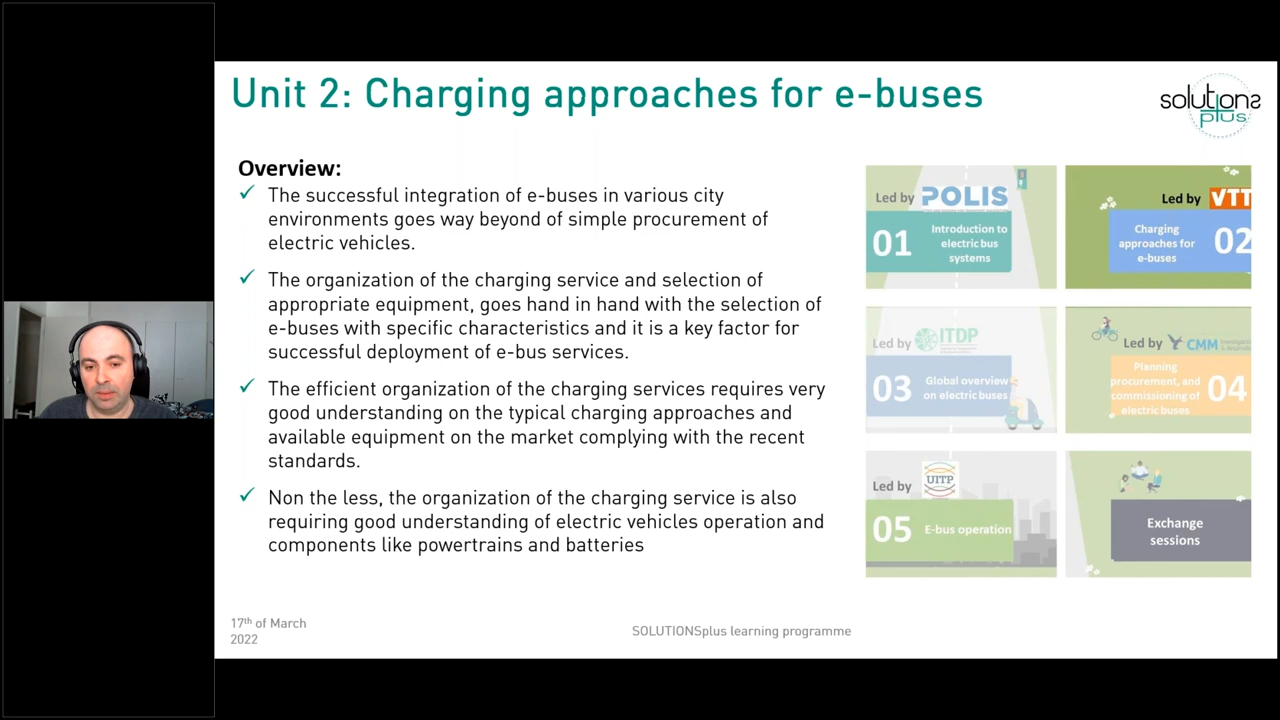 Unit 2: Charging approaches for e-buses
solutions
plus
Overview:
✓ The successful integration of e-buses in various city
environments goes way beyond of simple procurement of
electric vehicles.
✓ The organization of the charging service and selection of
appropriate equipment, goes hand in hand with the selection of
e-buses with specific characteristics and it is a key factor for
successful deployment of e-bus services.
✓ The efficient organization of the charging services requires very
good understanding on the typical charging approaches and
available equipment on the market complying with the recent
standards.
✓ Non the less, the organization of the charging service is also
requiring good understanding of electric vehicles operation and
components like powertrains and batteries
Led by POLIS
01
Introduction to
electric bus
systems
Led by VTT
Charging
approaches for
e-buses
02
Led by ITDP
03
Global overview
on electric buses
Led by CMM
Planning
procurement, and
commissioning of
electric buses
04
Led by UITP
05 E-bus operation
Exchange
sessions
17th of March
2022
SOLUTIONSplus learning programme